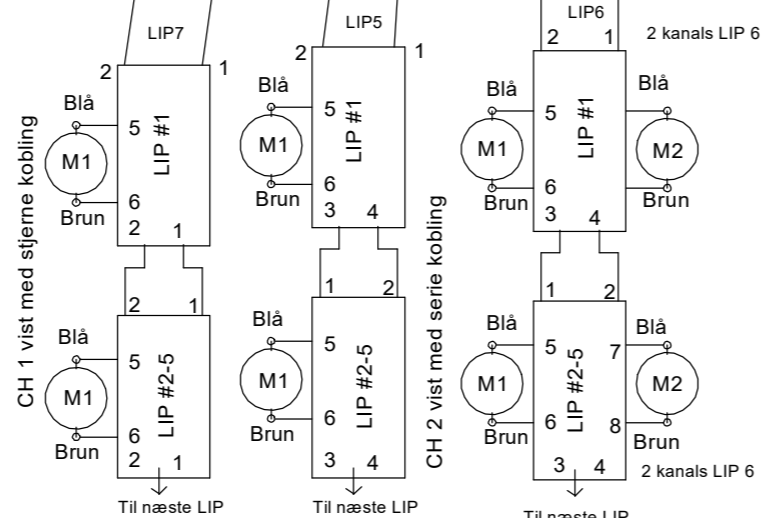 CH 1 vist med stjerne kobling
LIP7
2 1
Blå
5
LIP #1
M1
6
Brun
2 1
2 1
Blå
5
LIP #2-5
M1
6
Brun
2 1
Til næste LIP
LIP5
2 1
Blå
5
LIP #1
M1
6
Brun
3 4
1 2
Blå
5
LIP #2-5
M1
6
Brun
3 4
Til næste LIP
CH 2 vist med serie kobling
LIP6
2 1
2 kanals LIP 6
Blå Blå
5
LIP #1
M1 M2
6
Brun Brun
3 4
1 2
Blå Blå
5 7
LIP #2-5
M1 M2
6 8
Brun Brun
3 4
2 kanals LIP 6
Til næste LIP